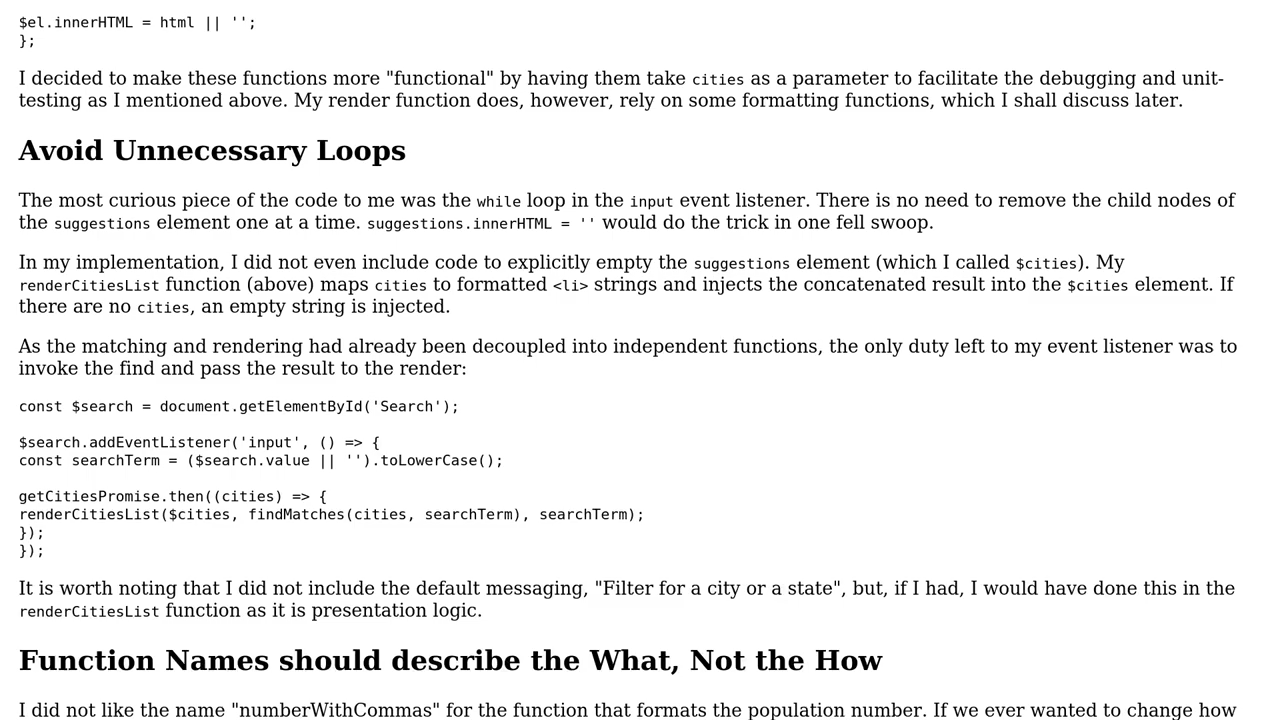 $el.innerHTML = html || '';
};
I decided to make these functions more "functional" by having them take cities as a parameter to facilitate the debugging and unit-
testing as I mentioned above. My render function does, however, rely on some formatting functions, which I shall discuss later.
Avoid Unnecessary Loops
The most curious piece of the code to me was the while loop in the input event listener. There is no need to remove the child nodes of
the suggestions element one at a time. suggestions.innerHTML = '' would do the trick in one fell swoop.
In my implementation, I did not even include code to explicitly empty the suggestions element (which I called $cities). My
renderCitiesList function (above) maps cities to formatted <li> strings and injects the concatenated result into the $cities element. If
there are no cities, an empty string is injected.
As the matching and rendering had already been decoupled into independent functions, the only duty left to my event listener was to
invoke the find and pass the result to the render:
const $search = document.getElementById('Search');
$search.addEventListener('input', () => {
const searchTerm = ($search.value || '').toLowerCase();
getCitiesPromise.then((cities) => {
renderCitiesList($cities, findMatches(cities, searchTerm), searchTerm);
});
});
It is worth noting that I did not include the default messaging, "Filter for a city or a state", but, if I had, I would have done this in the
renderCitiesList function as it is presentation logic.
Function Names should describe the What, Not the How
I did not like the name "numberWithCommas" for the function that formats the population number. If we ever wanted to change how